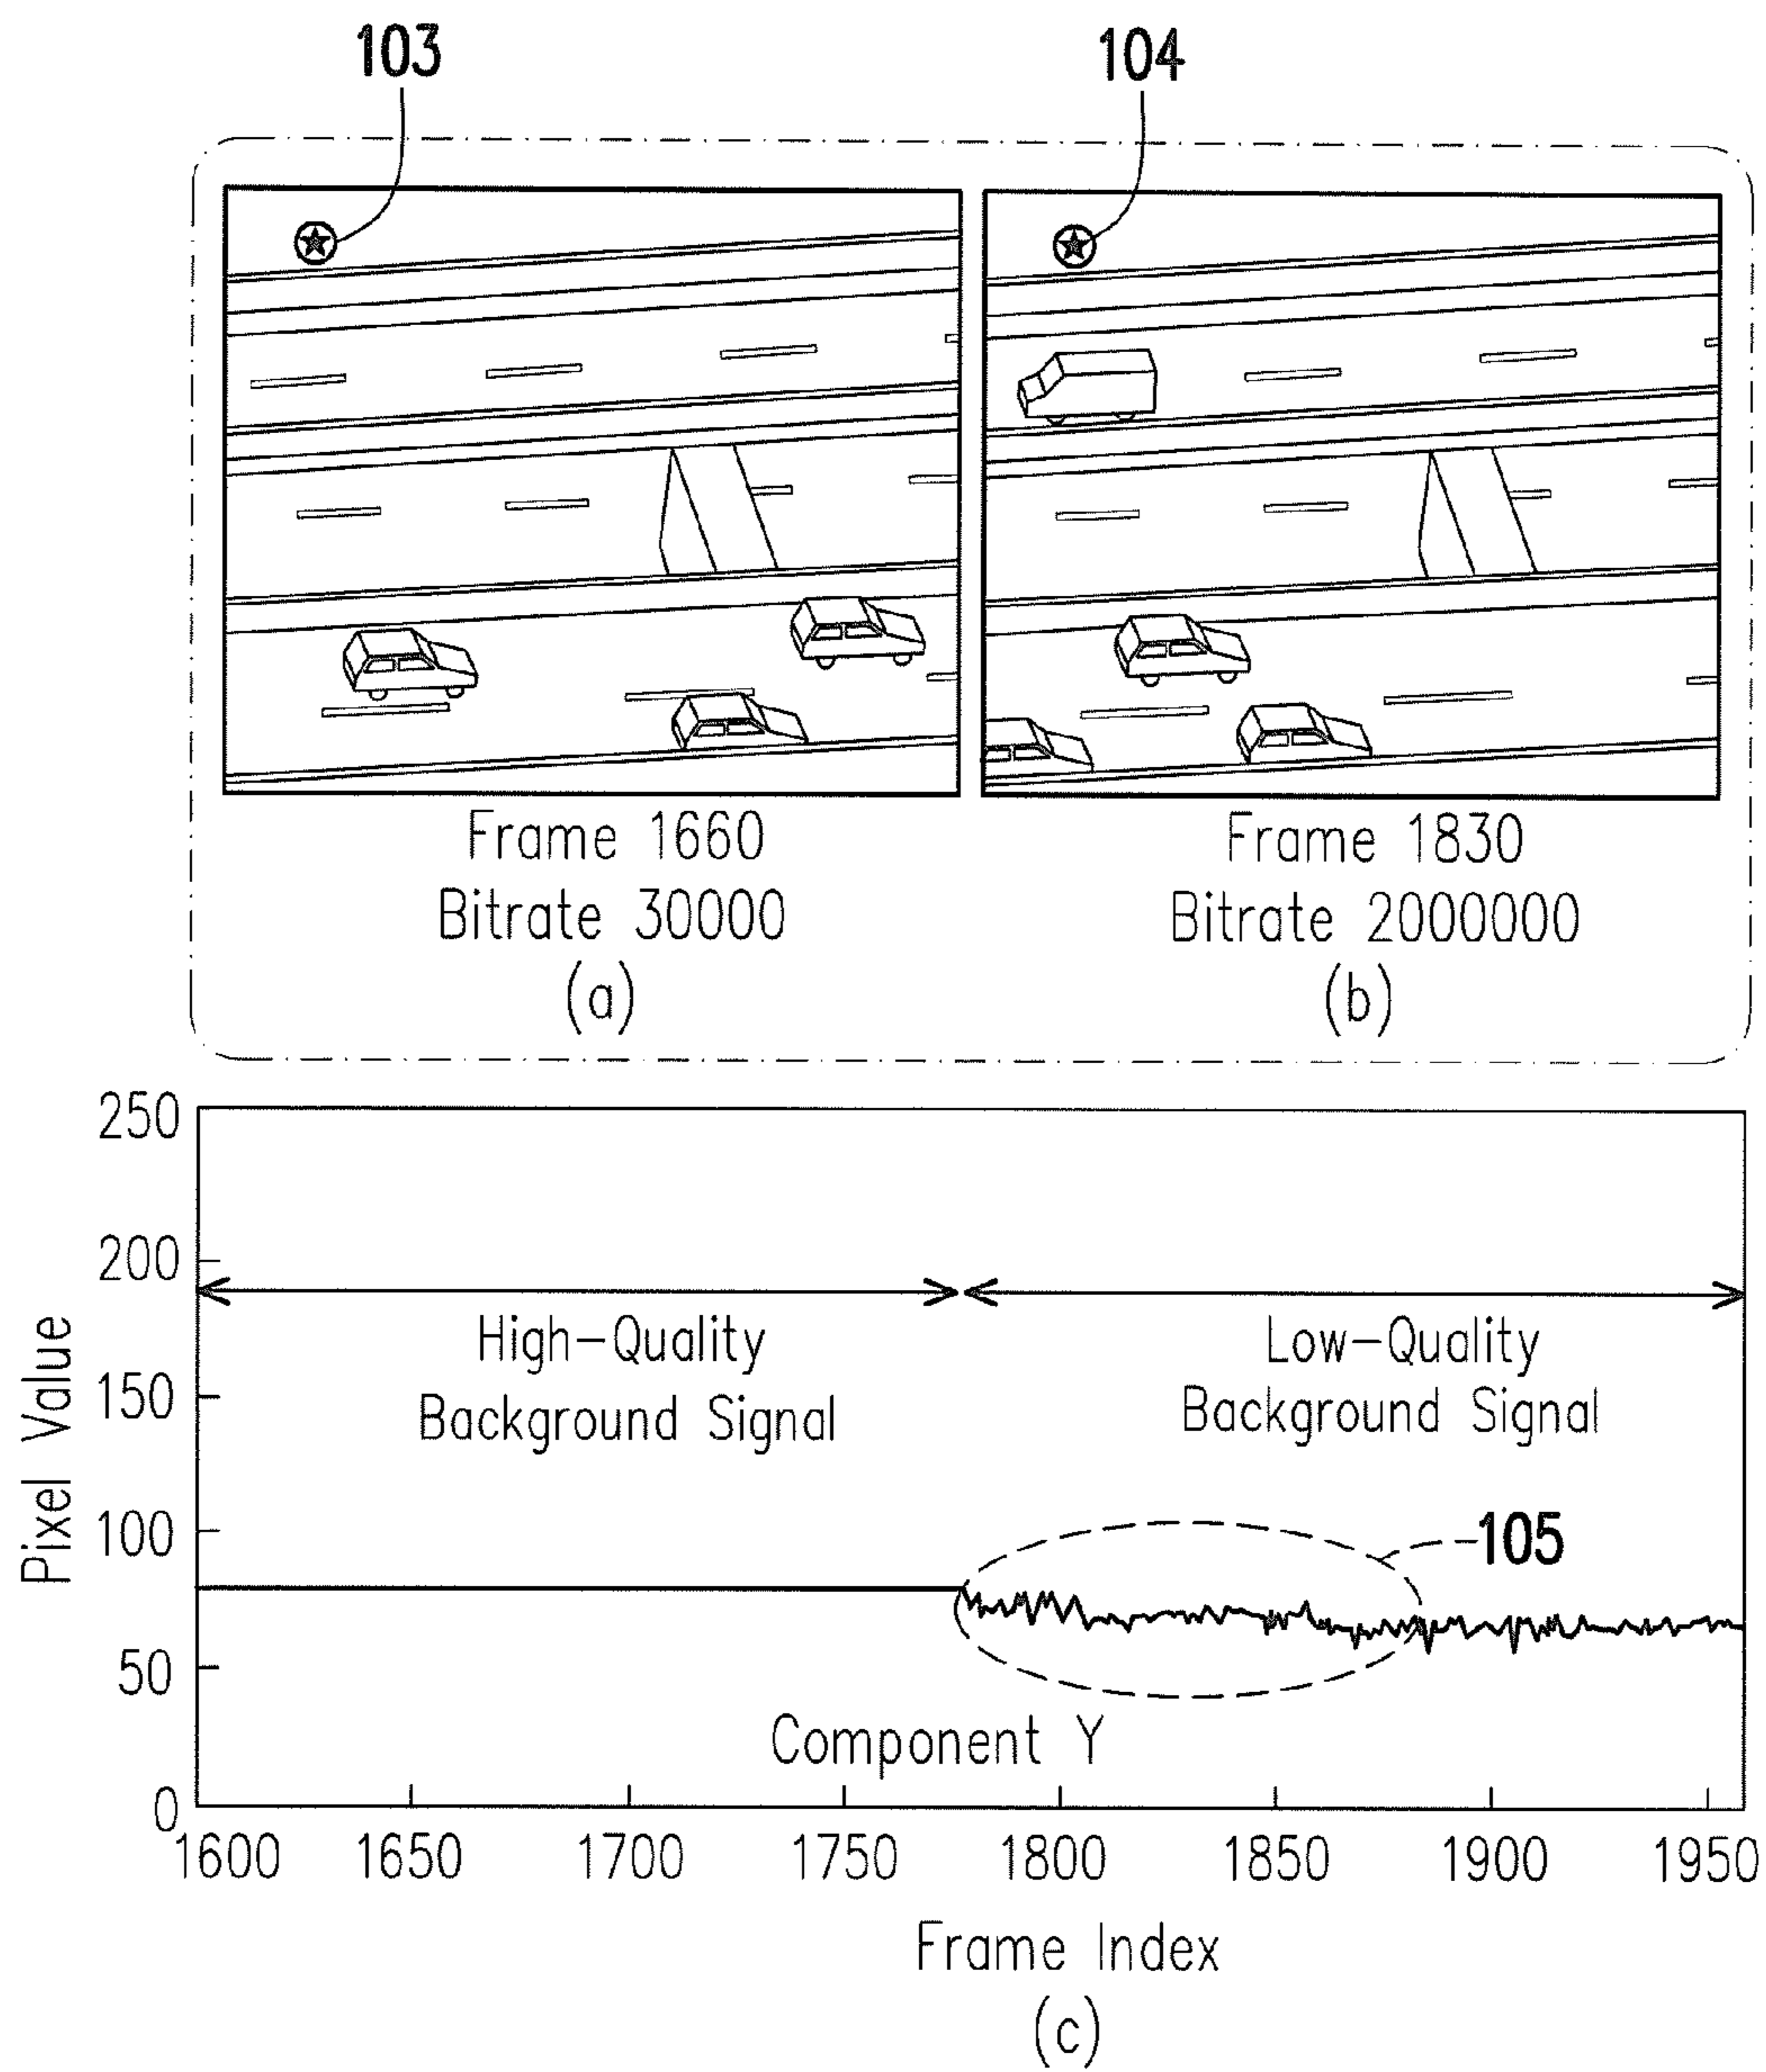 103
104
Frame 1660
Bitrate 30000
(a)
Frame 1830
Bitrate 2000000
(b)
250
200
150
100
50
0
Pixel Value
High-Quality
Background Signal
Low-Quality
Background Signal
105
Component Y
1600 1650 1700 1750 1800 1850 1900 1950
Frame Index
(c)